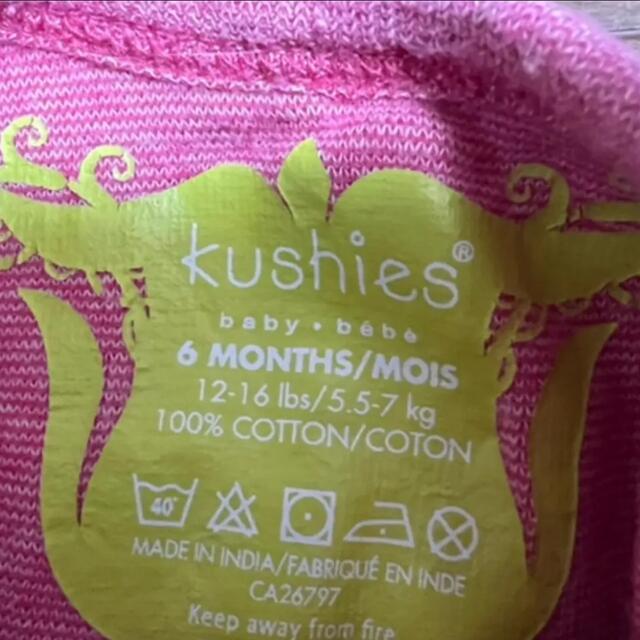 kushies®
baby • bébé
6 MONTHS/MOIS
12-16 lbs/5.5-7 kg
100% COTTON/COTON
40°
MADE IN INDIA/FABRIQUÉ EN INDE
CA26797
Keep away from fire